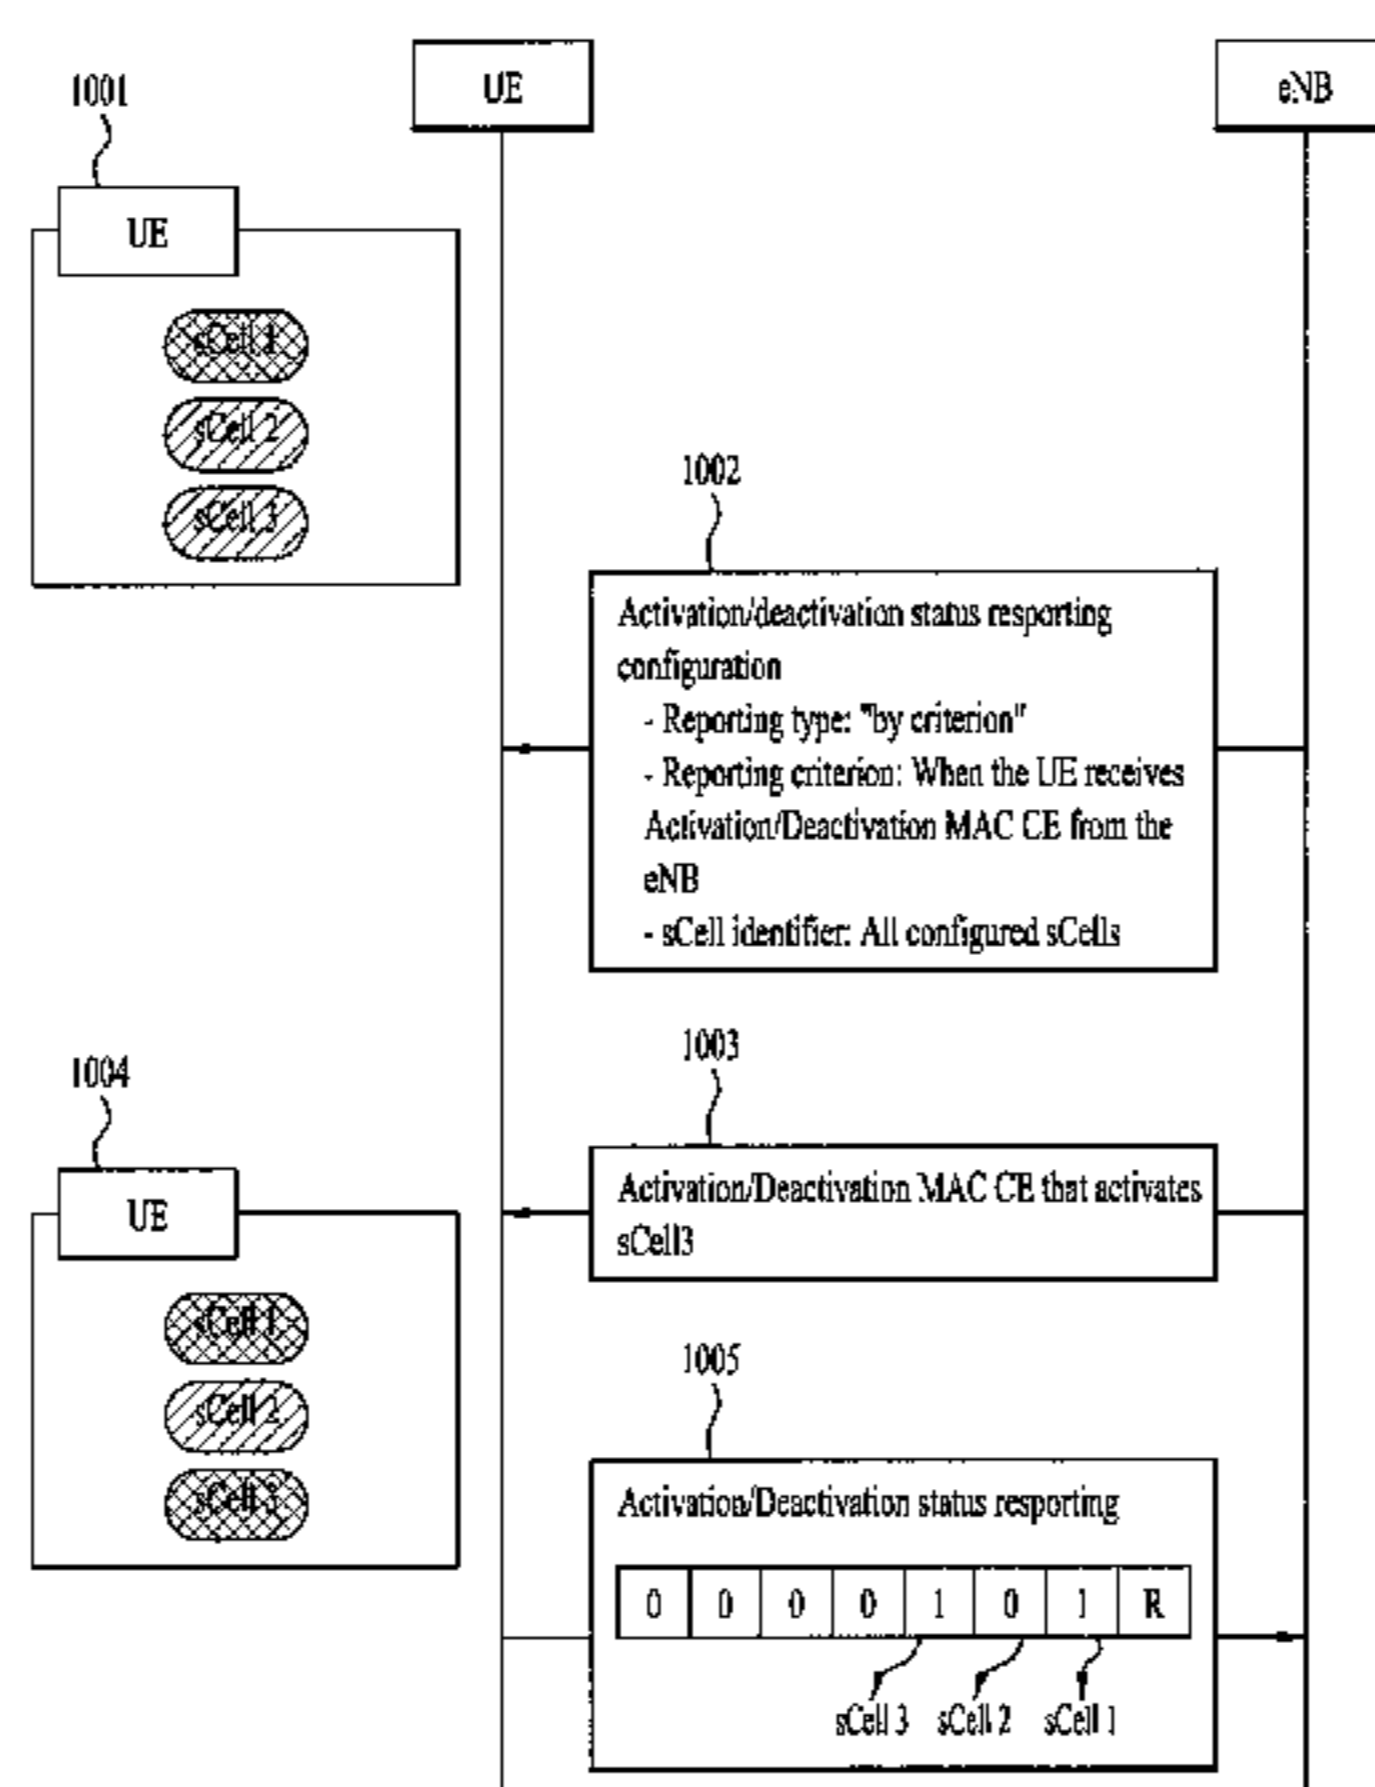 UE
eNB
1001
UE
sCell 1
sCell 2
sCell 3
1002
Activation/deactivation status resporting
configuration
- Reporting type: "by criterion"
- Reporting criterion: When the UE receives
Activation/Deactivation MAC CE from the
eNB
- sCell identifier: All configured sCells
1003
Activation/Deactivation MAC CE that activates
sCell3
1004
UE
sCell 1
sCell 2
sCell 3
1005
Activation/Deactivation status resporting
0 0 0 0 1 0 1 R
sCell 3 sCell 2 sCell 1